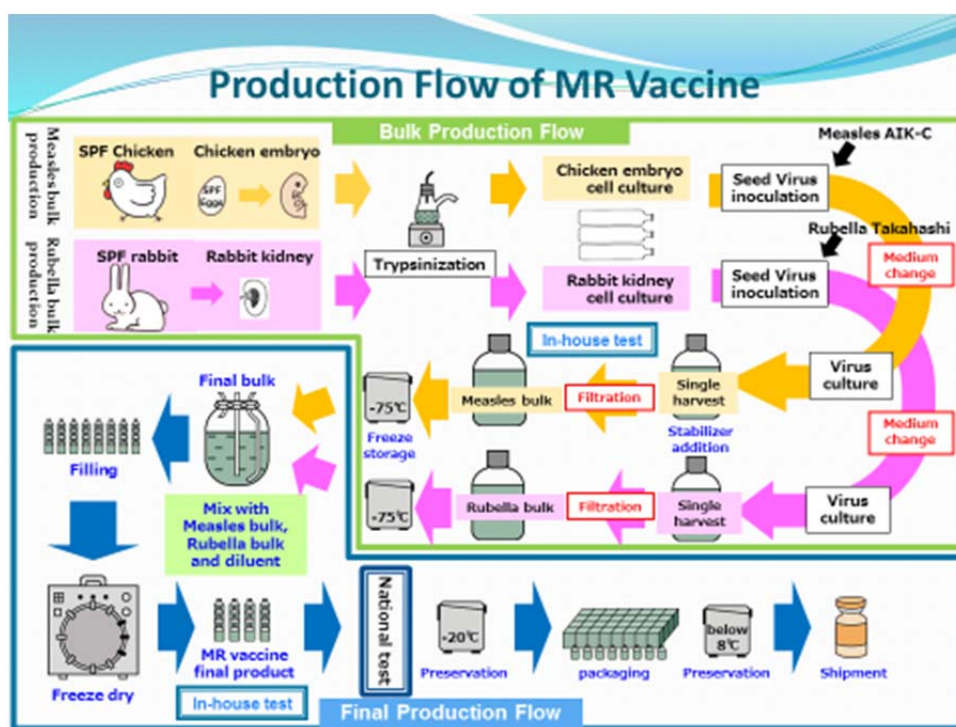 Production Flow of MR Vaccine
Bulk Production Flow
Measles bulk
production
SPF Chicken
Chicken embryo
SPF
Eggs
Chicken embryo
cell culture
Seed Virus
inoculation
Measles AIK-C
Rubella bulk
production
SPF rabbit
Rabbit kidney
Trypsinization
Rabbit kidney
cell culture
Seed Virus
inoculation
Rubella Takahashi
Medium
change
In-house test
Virus
culture
Single
harvest
Stabilizer
addition
Filtration
Measles bulk
-75℃
Freeze
storage
Medium
change
Virus
culture
Single
harvest
Filtration
Rubella bulk
-75℃
Final bulk
Filling
Mix with
Measles bulk,
Rubella bulk
and diluent
Freeze dry
MR vaccine
final product
In-house test
National test
-20℃
Preservation
packaging
below
8℃
Preservation
Shipment
Final Production Flow